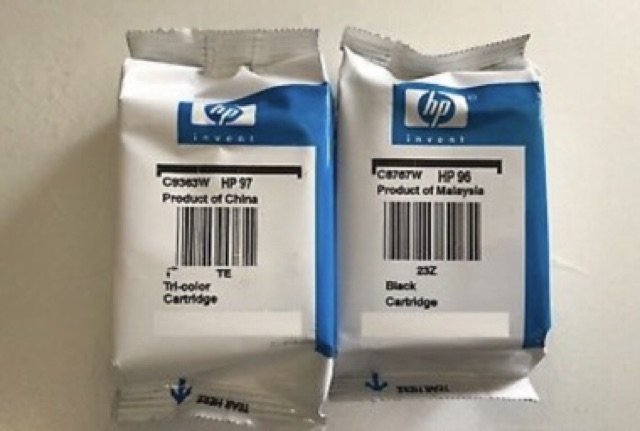 hp
invent
C9363W HP 97
Product of China
TE
Tri-color
Cartridge
TEAR HERE
hp
invent
C8767W HP 96
Product of Malaysia
23Z
Black
Cartridge
TEAR HERE